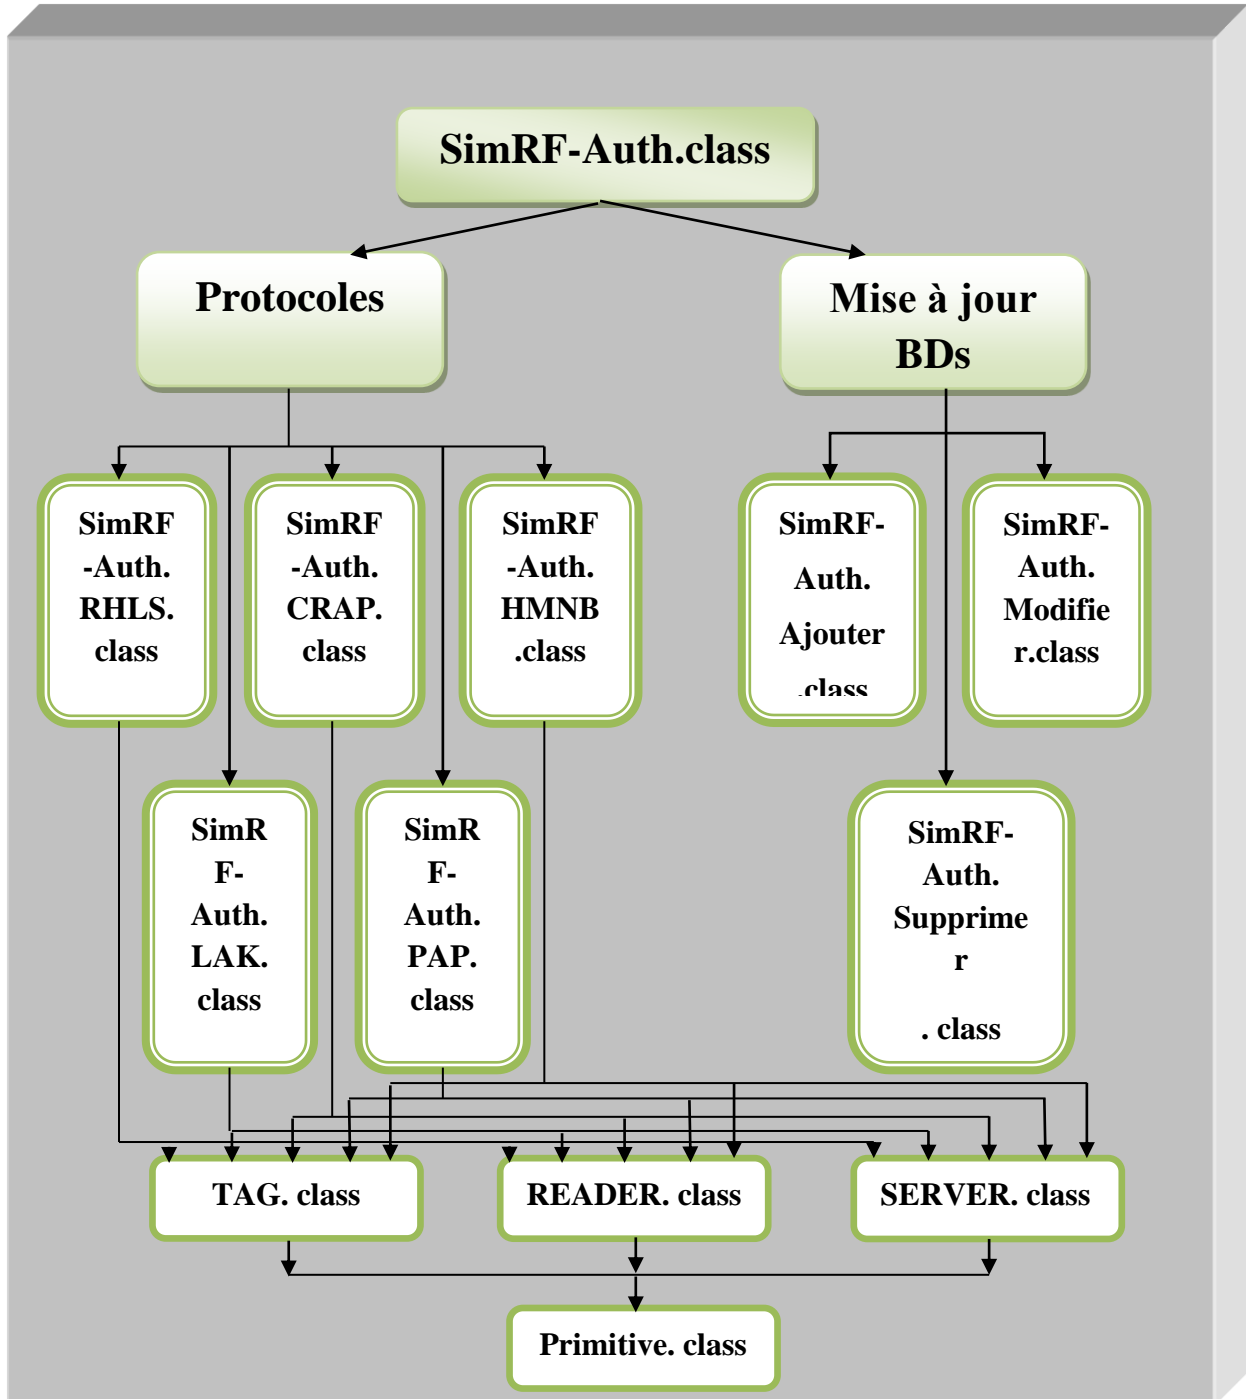 SimRF-Auth.class
Protocoles
Mise à jour
BDs
SimRF
-Auth.
RHLS.
class
SimRF
-Auth.
CRAP.
class
SimRF
-Auth.
HMNB
.class
SimRF-
Auth.
Ajouter
.class
SimRF-
Auth.
Modifie
r.class
SimR
F-
Auth.
LAK.
class
SimR
F-
Auth.
PAP.
class
SimRF-
Auth.
Supprime
r
. class
TAG. class
READER. class
SERVER. class
Primitive. class